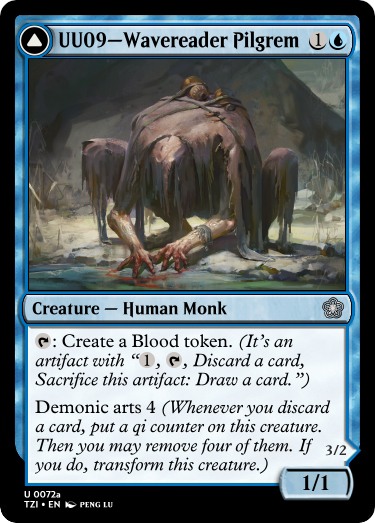 UU09—Wavereader Pilgrem 1
Creature — Human Monk
: Create a Blood token. (It's an
artifact with “1, , Discard a card,
Sacrifice this artifact: Draw a card.”)
Demonic arts 4 (Whenever you discard
a card, put a qi counter on this creature.
Then you may remove four of them. If
you do, transform this creature.)
3/2
1/1
U 0072a
TZI • EN PENG LU